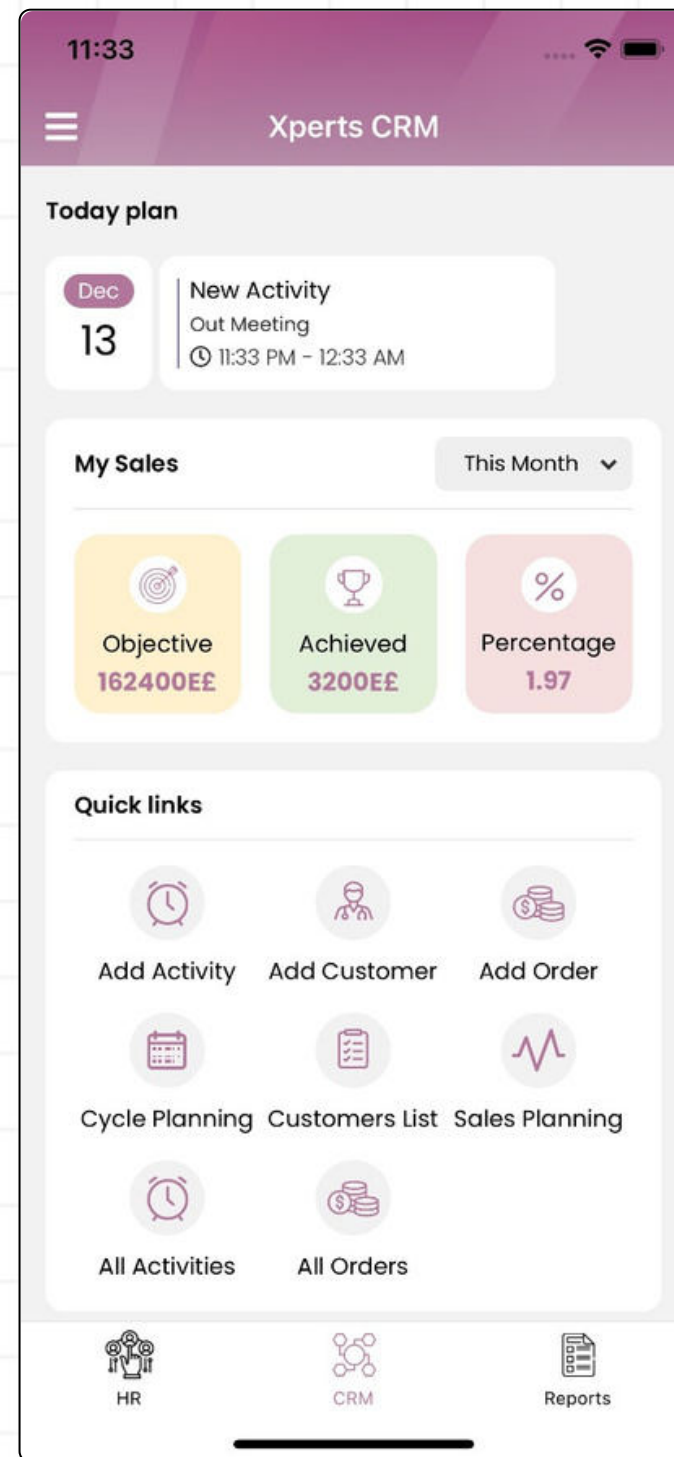 11:33
Xperts CRM
Today plan
Dec
13
New Activity
Out Meeting
11:33 PM - 12:33 AM
My Sales
This Month
Objective
162400E£
Achieved
3200E£
Percentage
1.97
Quick links
Add Activity
Add Customer
Add Order
Cycle Planning
Customers List
Sales Planning
All Activities
All Orders
HR
CRM
Reports